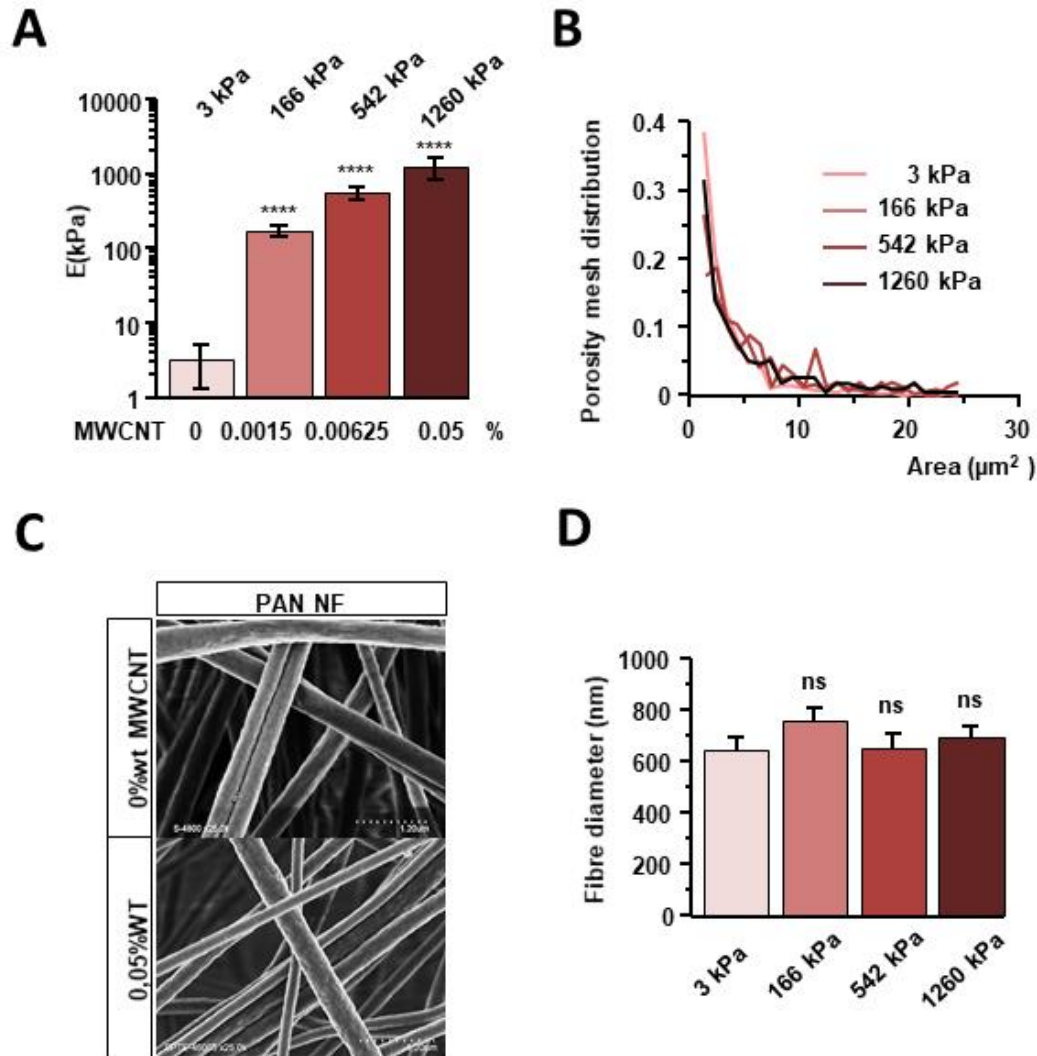 A
3 kPa
166 kPa
542 kPa
1260 kPa
10000
1000
100
10
1
E(kPa)
****
****
****
MWCNT 0 0.0015 0.00625 0.05 %
B
Porosity mesh distribution
0.4
0.3
0.2
0.1
0
3 kPa
166 kPa
542 kPa
1260 kPa
0 10 20 30
Area (µm² )
C
PAN NF
0%wt MWCNT
1.20um
0,05%WT
D
Fibre diameter (nm)
1000
800
600
400
200
0
ns
ns
ns
3 kPa
166 kPa
542 kPa
1260 kPa